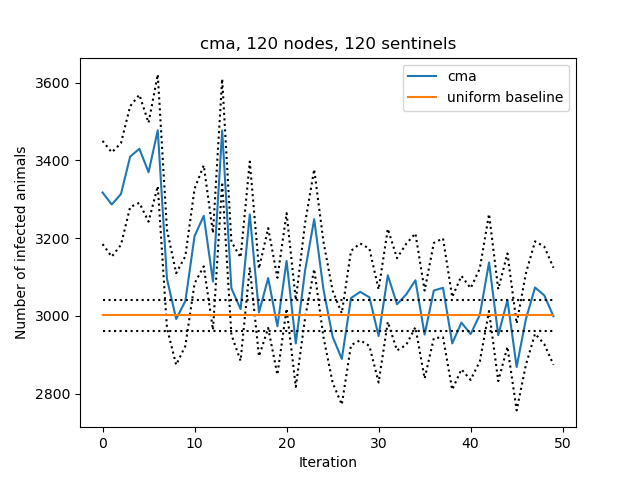 cma, 120 nodes, 120 sentinels
cma
uniform baseline
Number of infected animals
3600
3400
3200
3000
2800
0 10 20 30 40 50
Iteration